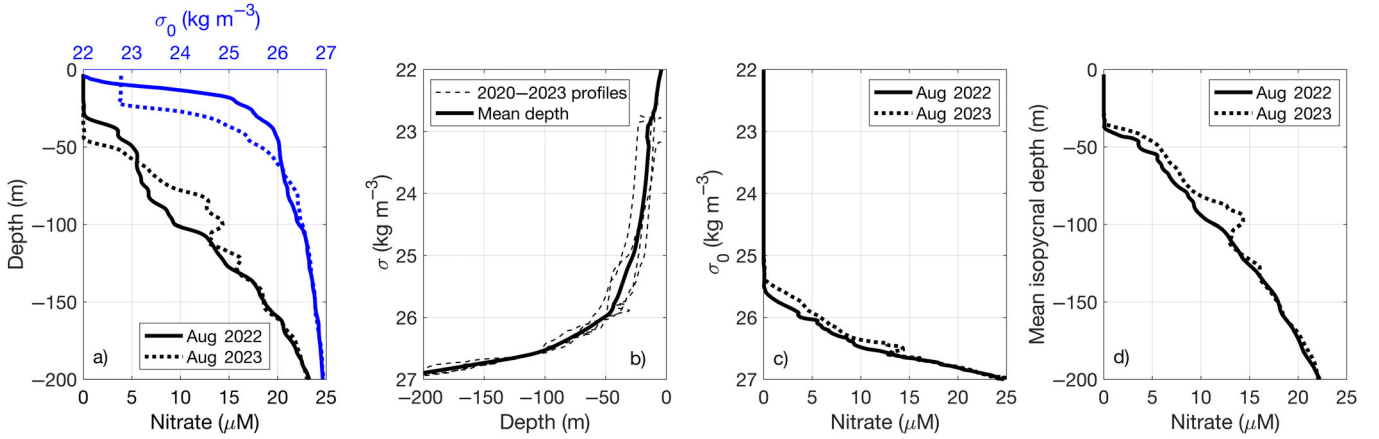 σ₀ (kg m⁻³)
22 23 24 25 26 27
0
−50
−100
−150
−200
Depth (m)
Aug 2022
Aug 2023
a)
0 5 10 15 20 25
Nitrate (μM)
22
23
24
25
26
27
σ (kg m⁻³)
2020−2023 profiles
Mean depth
b)
−200 −150 −100 −50 0
Depth (m)
22
23
24
25
26
27
σ₀ (kg m⁻³)
Aug 2022
Aug 2023
c)
0 5 10 15 20 25
Nitrate (μM)
0
−50
−100
−150
−200
Mean isopycnal depth (m)
Aug 2022
Aug 2023
d)
0 5 10 15 20 25
Nitrate (μM)